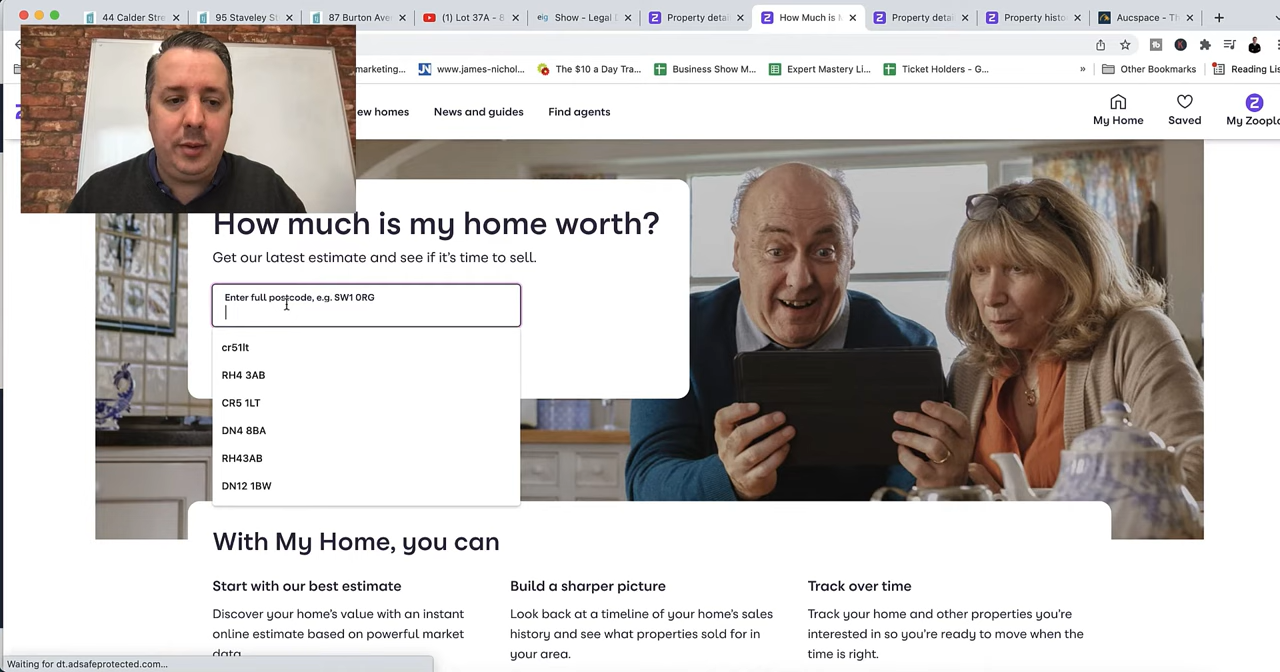 44 Calder Stre
95 Staveley St
87 Burton Ave
(1) Lot 37A - 8
eig Show - Legal D
Z Property detai
Z How Much is M
Z Property detai
Z Property histo
Aucspace - Th
marketing...
JN www.james-nichol...
The $10 a Day Tra...
Business Show M...
Expert Mastery Li...
Ticket Holders - G...
»
Other Bookmarks
Reading Lis
ew homes
News and guides
Find agents
My Home
Saved
Z
My Zoopla
How much is my home worth?
Get our latest estimate and see if it's time to sell.
Enter full postcode, e.g. SW1 0RG
cr51lt
RH4 3AB
CR5 1LT
DN4 8BA
RH43AB
DN12 1BW
With My Home, you can
Start with our best estimate
Discover your home's value with an instant
online estimate based on powerful market
data.
Build a sharper picture
Look back at a timeline of your home's sales
history and see what properties sold for in
your area.
Track over time
Track your home and other properties you're
interested in so you're ready to move when the
time is right.
Waiting for dt.adsafeprotected.com...